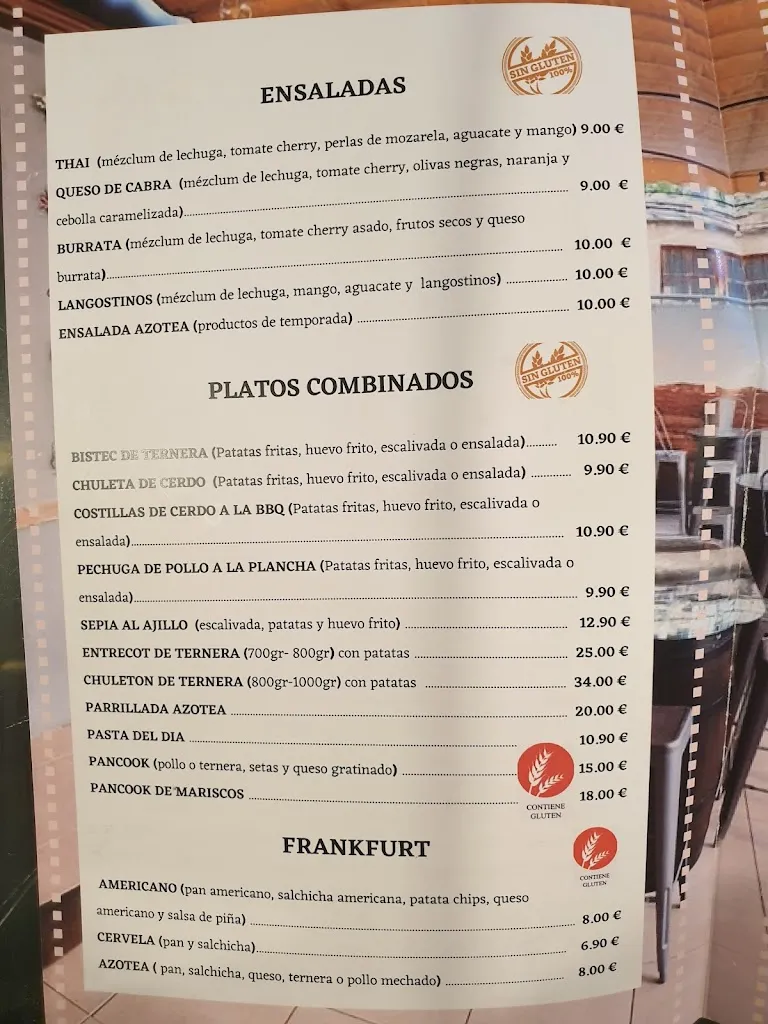 ENSALADAS
SIN GLUTEN
100%
THAI (mézclum de lechuga, tomate cherry, perlas de mozarela, aguacate y mango) 9.00 €
QUESO DE CABRA (mézclum de lechuga, tomate cherry, olivas negras, naranja y
cebolla caramelizada) 9.00 €
BURRATA (mézclum de lechuga, tomate cherry asado, frutos secos y queso
burrata) 10.00 €
LANGOSTINOS (mézclum de lechuga, mango, aguacate y langostinos) 10.00 €
ENSALADA AZOTEA (productos de temporada) 10.00 €
PLATOS COMBINADOS
SIN GLUTEN
100%
BISTEC DE TERNERA (Patatas fritas, huevo frito, escalivada o ensalada) 10.90 €
CHULETA DE CERDO (Patatas fritas, huevo frito, escalivada o ensalada) 9.90 €
COSTILLAS DE CERDO A LA BBQ (Patatas fritas, huevo frito, escalivada o
ensalada) 10.90 €
PECHUGA DE POLLO A LA PLANCHA (Patatas fritas, huevo frito, escalivada o
ensalada) 9.90 €
SEPIA AL AJILLO (escalivada, patatas y huevo frito) 12.90 €
ENTRECOT DE TERNERA (700gr- 800gr) con patatas 25.00 €
CHULETON DE TERNERA (800gr-1000gr) con patatas 34.00 €
PARRILLADA AZOTEA 20.00 €
PASTA DEL DIA 10.90 €
PANCOOK (pollo o ternera, setas y queso gratinado) 15.00 €
PANCOOK DE MARISCOS 18.00 €
CONTIENE
GLUTEN
FRANKFURT
CONTIENE
GLUTEN
AMERICANO (pan americano, salchicha americana, patata chips, queso
americano y salsa de piña) 8.00 €
CERVELA (pan y salchicha) 6.90 €
AZOTEA ( pan, salchicha, queso, ternera o pollo mechado) 8.00 €